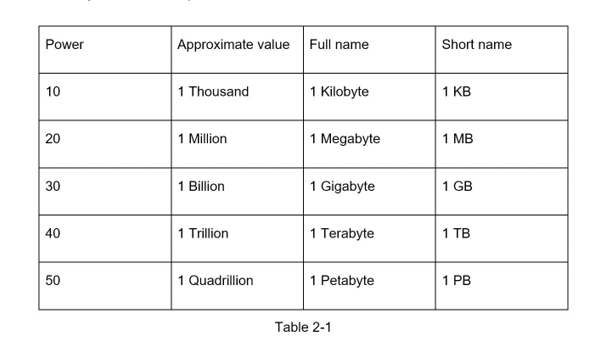 Power Approximate value Full name Short name
10 1 Thousand 1 Kilobyte 1 KB
20 1 Million 1 Megabyte 1 MB
30 1 Billion 1 Gigabyte 1 GB
40 1 Trillion 1 Terabyte 1 TB
50 1 Quadrillion 1 Petabyte 1 PB
Table 2-1